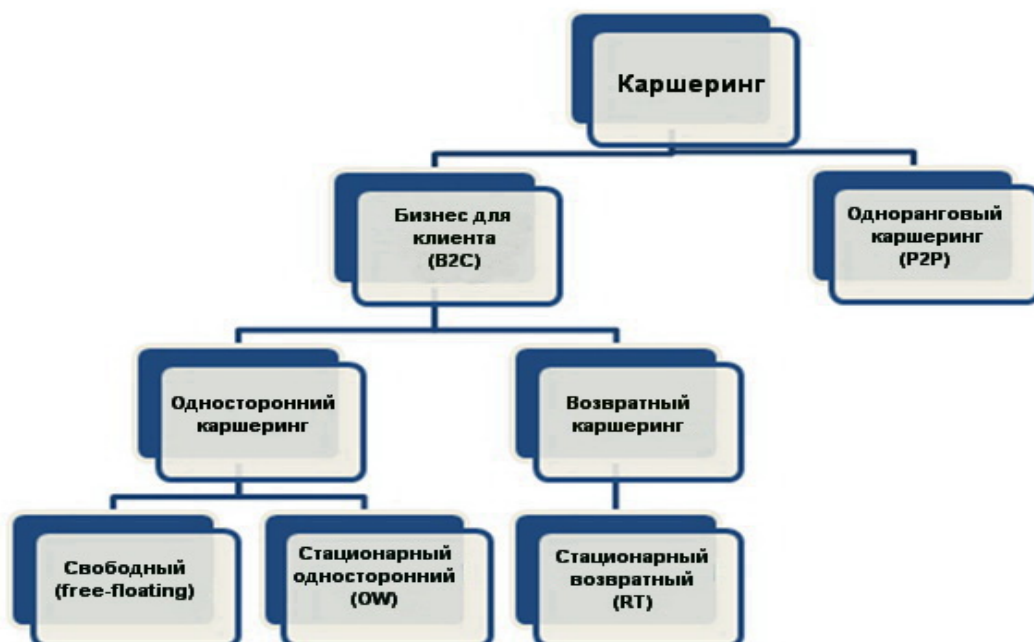 Каршеринг
Бизнес для
клиента
(B2C)
Одноранговый
каршеринг
(P2P)
Односторонний
каршеринг
Возвратный
каршеринг
Свободный
(free-floating)
Стационарный
односторонний
(OW)
Стационарный
возвратный
(RT)